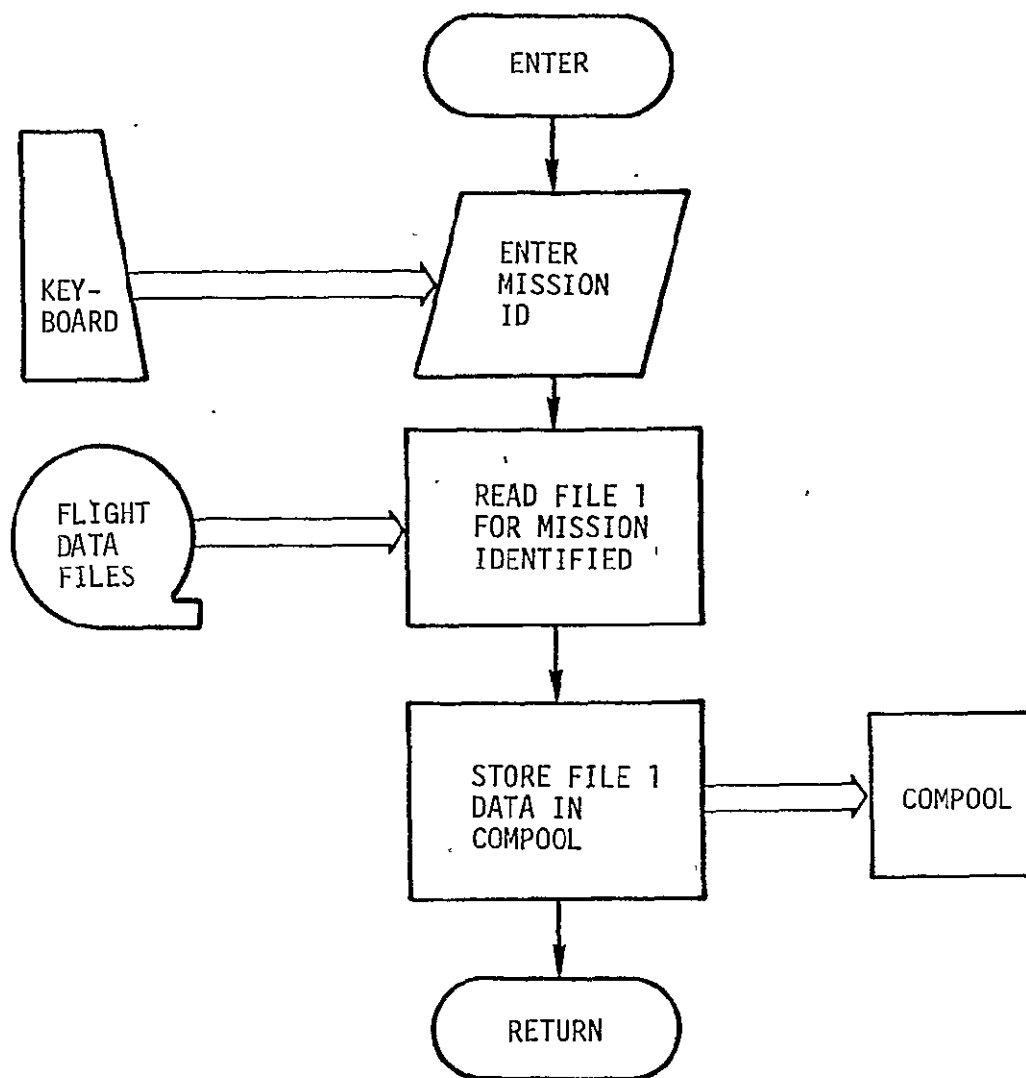 ENTER
KEY-
BOARD
ENTER
MISSION
ID
FLIGHT
DATA
FILES
READ FILE 1
FOR MISSION
IDENTIFIED
STORE FILE 1
DATA IN
COMPOOL
COMPOOL
RETURN